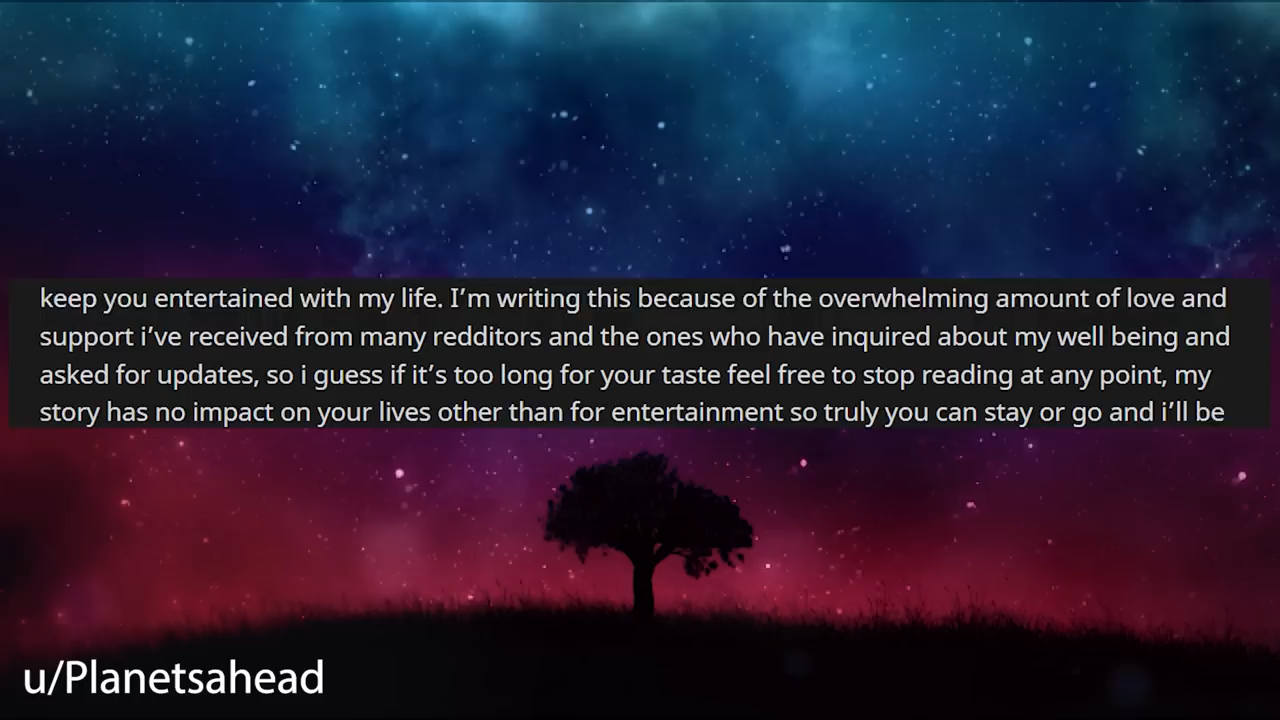 keep you entertained with my life. I’m writing this because of the overwhelming amount of love and
support i’ve received from many redditors and the ones who have inquired about my well being and
asked for updates, so i guess if it’s too long for your taste feel free to stop reading at any point, my
story has no impact on your lives other than for entertainment so truly you can stay or go and i’ll be
u/Planetsahead